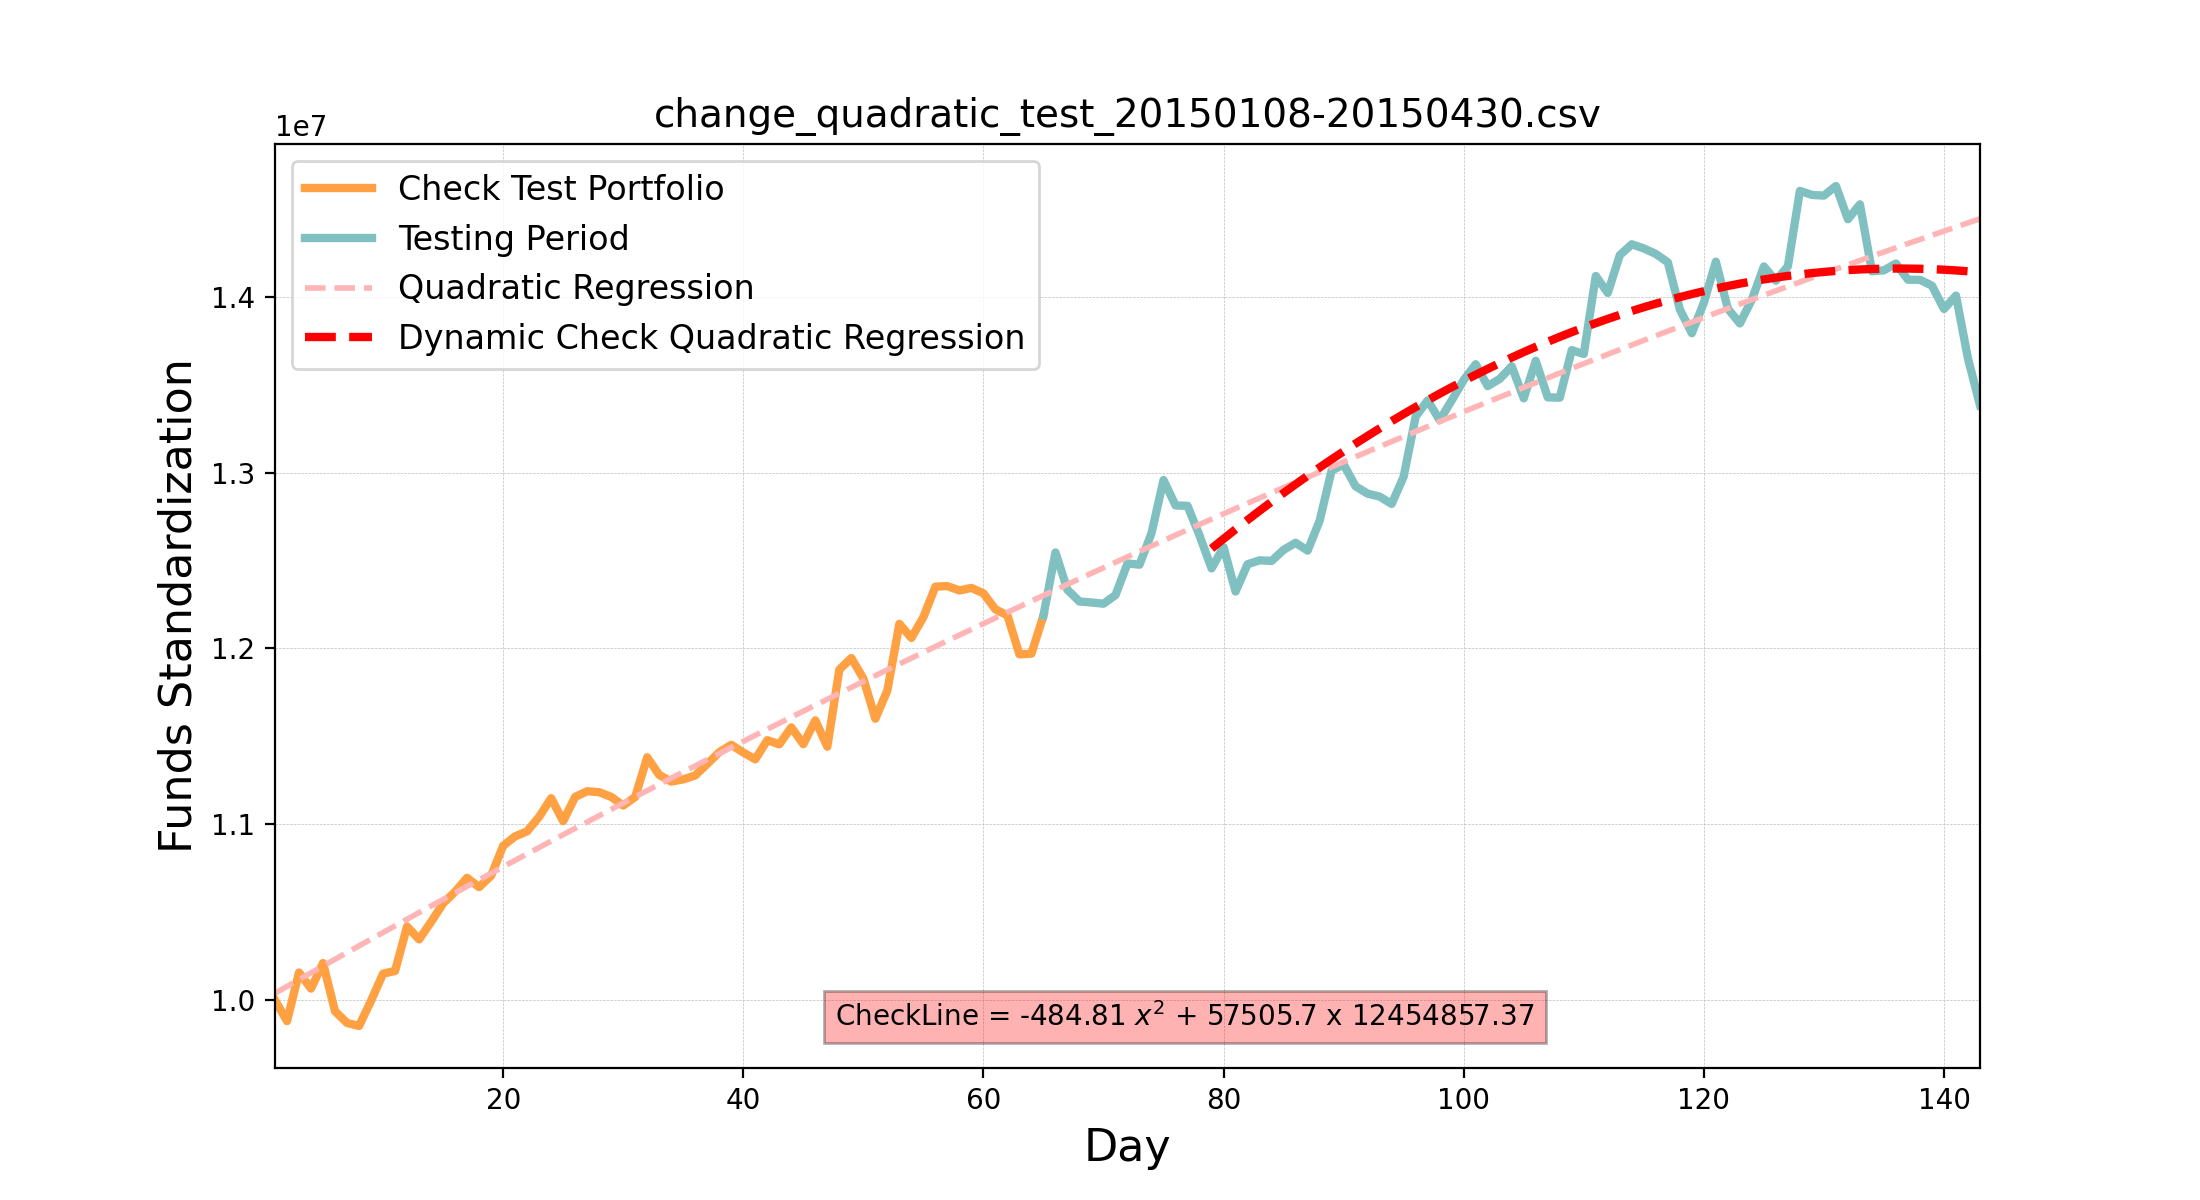 change_quadratic_test_20150108-20150430.csv
1e7
Check Test Portfolio
Testing Period
Quadratic Regression
Dynamic Check Quadratic Regression
Funds Standardization
1.4
1.3
1.2
1.1
1.0
CheckLine = -484.81 x² + 57505.7 x 12454857.37
20 40 60 80 100 120 140
Day